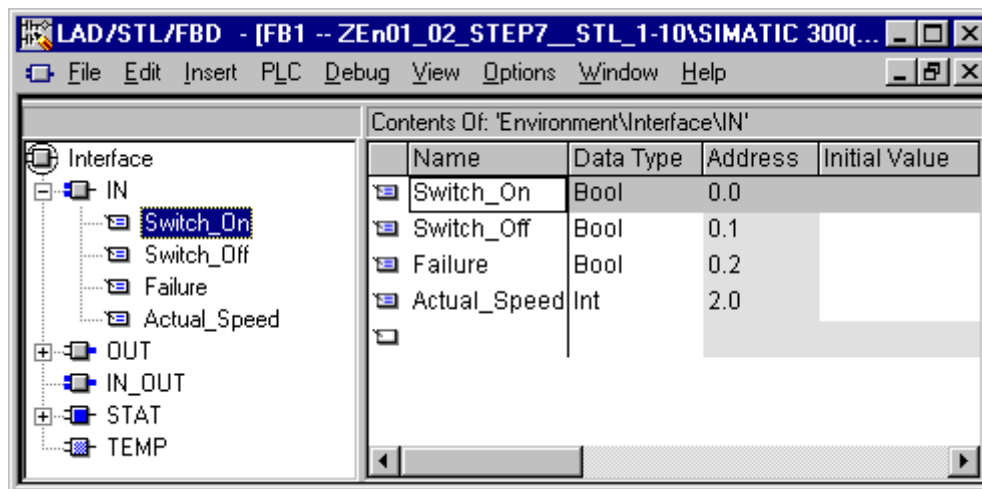 LAD/STL/FBD - [FB1 -- ZEn01_02_STEP7__STL_1-10\SIMATIC 300(...
File Edit Insert PLC Debug View Options Window Help
Contents Of: 'Environment\Interface\IN'
Interface
IN
Switch_On
Switch_Off
Failure
Actual_Speed
OUT
IN_OUT
STAT
TEMP
Name Data Type Address Initial Value
Switch_On Bool 0.0
Switch_Off Bool 0.1
Failure Bool 0.2
Actual_Speed Int 2.0